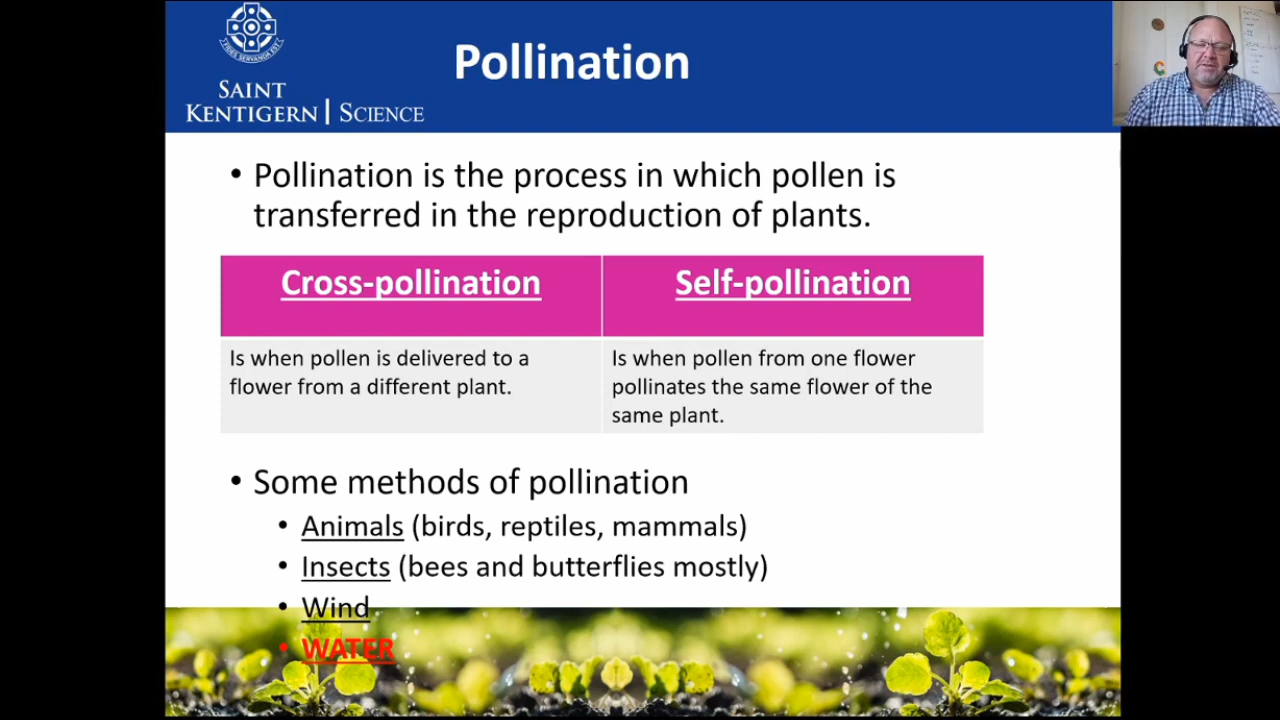 FIDES SERVANDA EST
SAINT
KENTIGERN | SCIENCE
Pollination
• Pollination is the process in which pollen is
transferred in the reproduction of plants.
Cross-pollination
Self-pollination
Is when pollen is delivered to a
flower from a different plant.
Is when pollen from one flower
pollinates the same flower of the
same plant.
• Some methods of pollination
• Animals (birds, reptiles, mammals)
• Insects (bees and butterflies mostly)
• Wind
• WATER